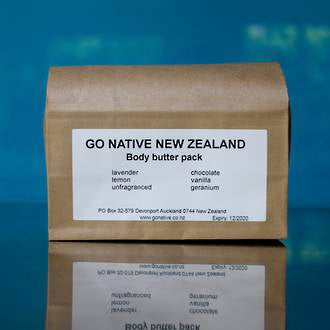 GO NATIVE NEW ZEALAND
Body butter pack
lavender chocolate
lemon vanilla
unfragranced geranium
PO Box 32-579 Devonport Auckland 0744 New Zealand
www.gonative.co.nz Expiry: 12/2020